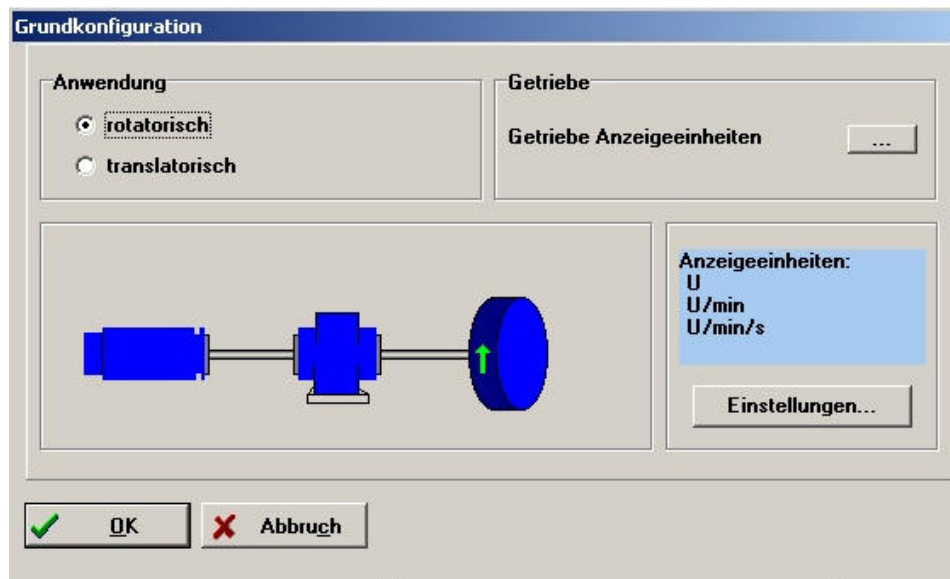 Grundkonfiguration
Anwendung
rotatorisch
translatorisch
Getriebe
Getriebe Anzeigeeinheiten
...
Anzeigeeinheiten:
U
U/min
U/min/s
Einstellungen...
OK
Abbruch